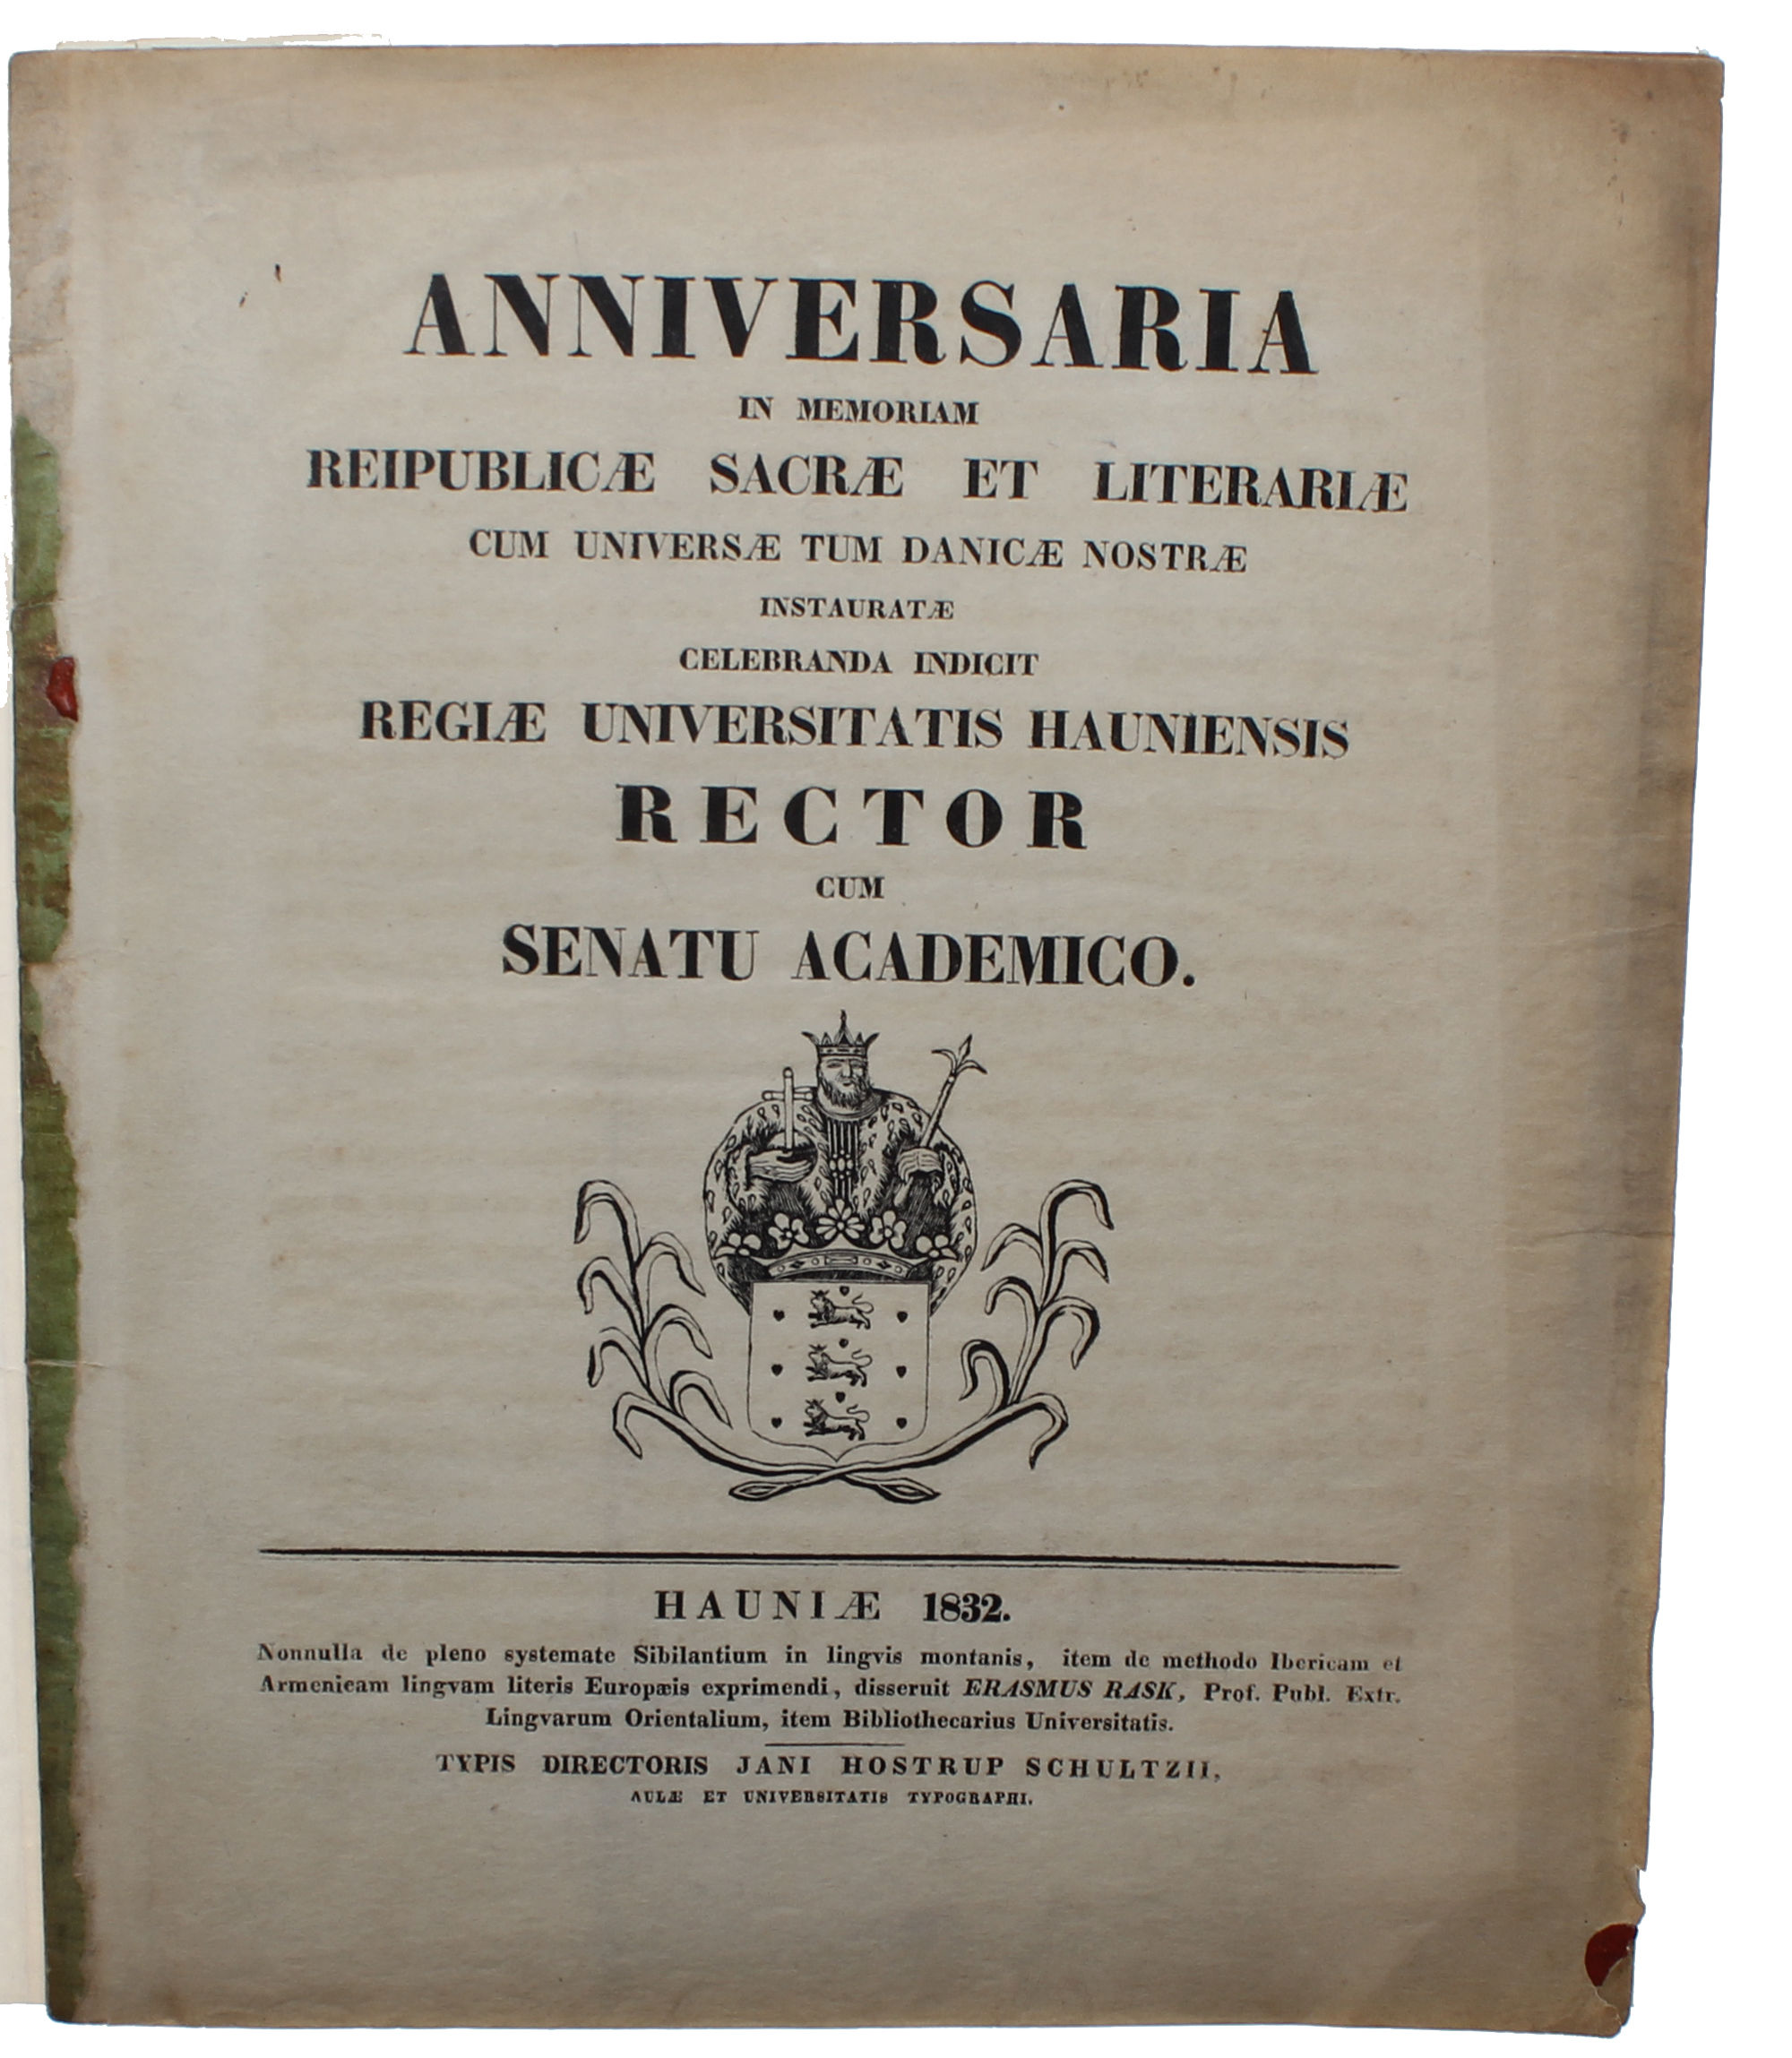 ANNIVERSARIA
IN MEMORIAM
REIPUBLICÆ SACRÆ ET LITERARIÆ
CUM UNIVERSÆ TUM DANICÆ NOSTRÆ
INSTAURATÆ
CELEBRANDA INDICIT
REGIÆ UNIVERSITATIS HAUNIENSIS
RECTOR
CUM
SENATU ACADEMICO.
HAUNIÆ 1832.
Nonnulla de pleno systemate Sibilantium in lingvis montanis, item de methodo Ibericam et
Armenicam lingvam literis Europæis exprimendi, disseruit ERASMUS RASK, Prof. Publ. Extr.
Lingvarum Orientalium, item Bibliothecarius Universitatis.
TYPIS DIRECTORIS JANI HOSTRUP SCHULTZII,
AULÆ ET UNIVERSITATIS TYPOGRAPHI.